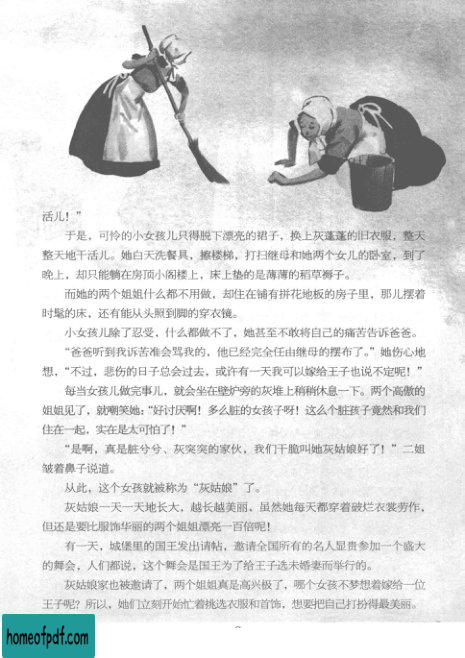 活儿！”
于是，可怜的小女孩儿只得脱下漂亮的裙子，换上灰蓬蓬的旧衣服，整天
整天地干活儿。她白天洗餐具，擦楼梯，打扫继母和她两个女儿的卧室，到了
晚上，却只能躺在房顶小阁楼上，床上垫的是薄薄的稻草褥子。
而她的两个姐姐什么都不用做，却住在铺有拼花地板的房子里，那儿摆着
时髦的床，还有能从头照到脚的穿衣镜。
小女孩儿除了忍受，什么都做不了，她甚至不敢将自己的痛苦告诉爸爸。
“爸爸听到我诉苦准会骂我的，他已经完全任由继母的摆布了。”她伤心地
想，“不过，悲伤的日子总会过去，或许有一天我可以嫁给王子也说不定呢！”
每当女孩儿做完事儿，就会坐在壁炉旁的灰堆上稍稍休息一下。两个高傲的
姐姐见了，就嘲笑她：“好讨厌啊！多么脏的女孩子呀！这么个脏孩子竟然和我们
住在一起，实在是太可怕了！”
“是啊，真是脏兮兮、灰突突的家伙，我们干脆叫她灰姑娘好了！”二姐
皱着鼻子说道。
从此，这个女孩就被称为“灰姑娘”了。
灰姑娘一天一天地长大，越长越美丽，虽然她每天都穿着破烂衣裳劳作，
但还是要比服饰华丽的两个姐姐漂亮一百倍呢！
有一天，城堡里的国王发出请帖，邀请全国所有的名人显贵参加一个盛大
的舞会，人们都说，这个舞会是国王为了给王子选未婚妻而举行的。
灰姑娘家也被邀请了，两个姐姐真是高兴极了，哪个女孩不梦想着嫁给一位
王子呢？所以，她们立刻开始忙着挑选衣服和首饰，想要把自己打扮得最美丽。
homeofpdf.com